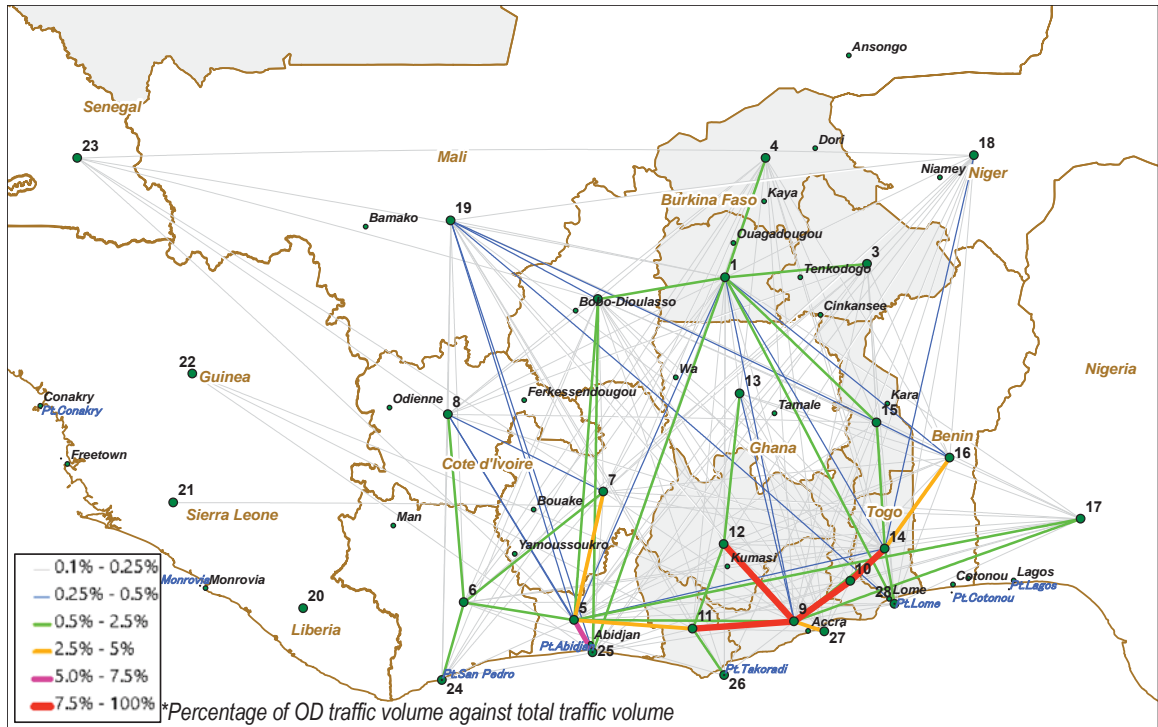 Ansongo
Senegal
23
Mali
4
Dori
18
Niamey
Niger
Kaya
Burkina Faso
19
Bamako
Ouagadougou
3
1
Tenkodogo
Bobo-Dioulasso
Cinkansee
22
Guinea
Wa
13
Nigeria
Conakry
Pt.Conakry
Odienne
Ferkessendougou
8
Tamale
Kara
15
Ghana
Benin
16
Freetown
Cote d'Ivoire
7
21
Sierra Leone
Bouake
Togo
17
Man
12
14
Yamoussoukro
Kumasi
10
Cotonou
Lagos
Pt.Lagos
Monrovia
Monrovia
6
28
Lome
Pt.Lome
Pt.Cotonou
20
5
9
11
Accra
27
Liberia
Abidjan
Pt.Abidjan
25
Pt.San Pedro
24
Pt.Takoradi
26
0.1% - 0.25%
0.25% - 0.5%
0.5% - 2.5%
2.5% - 5%
5.0% - 7.5%
7.5% - 100%
*Percentage of OD traffic volume against total traffic volume